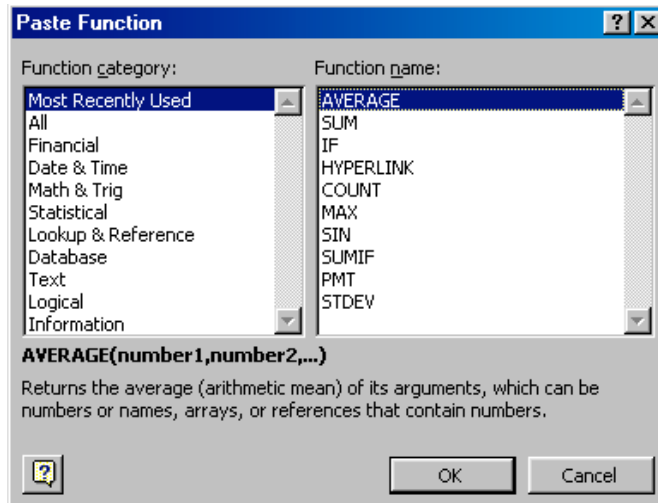 Paste Function
Function category:
Most Recently Used
All
Financial
Date & Time
Math & Trig
Statistical
Lookup & Reference
Database
Text
Logical
Information
Function name:
AVERAGE
SUM
IF
HYPERLINK
COUNT
MAX
SIN
SUMIF
PMT
STDEV
AVERAGE(number1,number2,...)
Returns the average (arithmetic mean) of its arguments, which can be
numbers or names, arrays, or references that contain numbers.
OK
Cancel